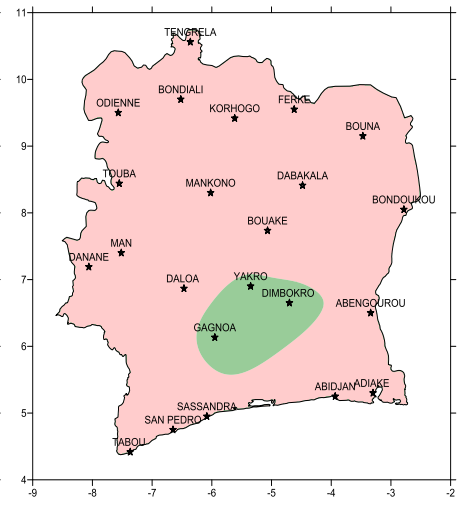 11
TENGRELA
10
BONDIALI
ODIENNE
FERKE
KORHOGO
BOUNA
9
TOUBA
MANKONO
DABAKALA
BONDOUKOU
8
BOUAKE
MAN
DANANE
7
DALOA
YAKRO
DIMBOKRO
ABENGOUROU
GAGNOA
6
ABIDJAN
ADIAKE
SASSANDRA
5
SAN PEDRO
TABOU
4
-9 -8 -7 -6 -5 -4 -3 -2